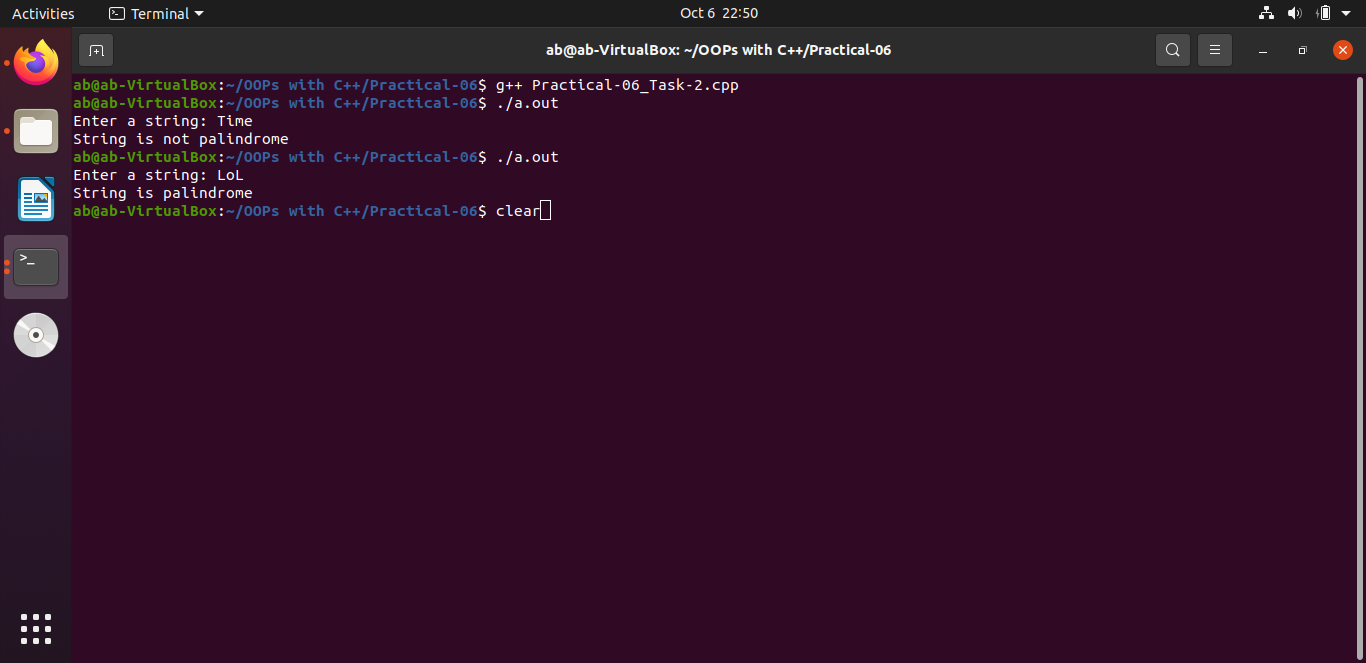 Activities Terminal Oct 6 22:50
ab@ab-VirtualBox: ~/OOPs with C++/Practical-06
ab@ab-VirtualBox:~/OOPs with C++/Practical-06$ g++ Practical-06_Task-2.cpp
ab@ab-VirtualBox:~/OOPs with C++/Practical-06$ ./a.out
Enter a string: Time
String is not palindrome
ab@ab-VirtualBox:~/OOPs with C++/Practical-06$ ./a.out
Enter a string: LoL
String is palindrome
ab@ab-VirtualBox:~/OOPs with C++/Practical-06$ clear